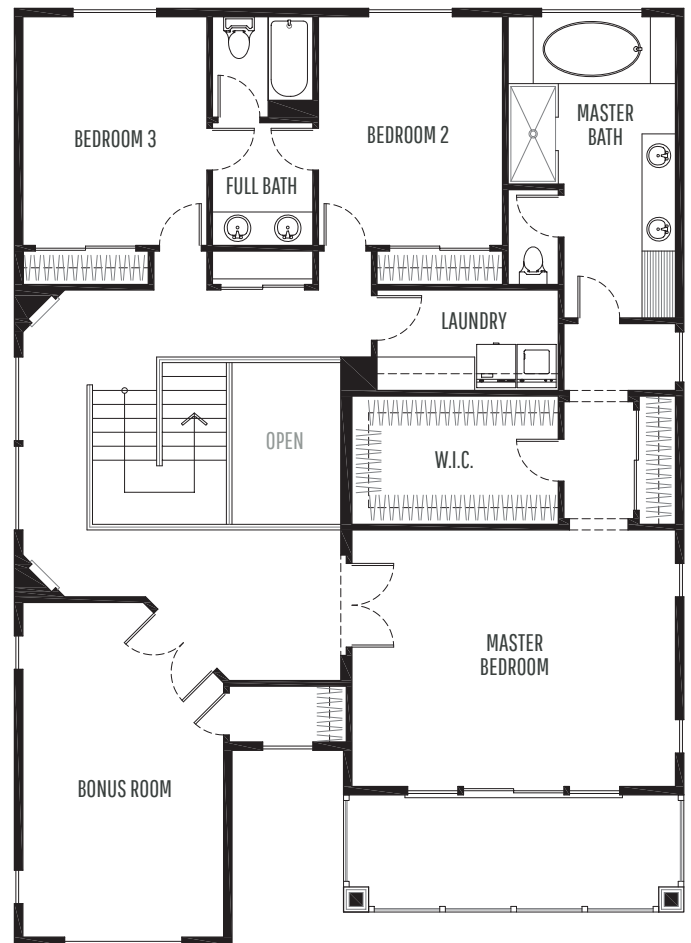 BEDROOM 3
BEDROOM 2
MASTER
BATH
FULL BATH
LAUNDRY
OPEN
W.I.C.
MASTER
BEDROOM
BONUS ROOM